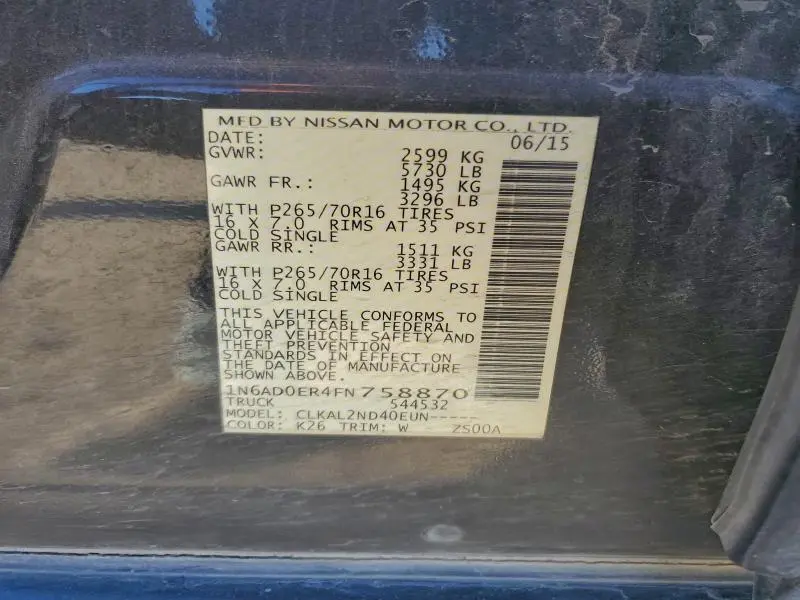 MFD BY NISSAN MOTOR CO., LTD.
DATE: 06/15
GVWR: 2599 KG
5730 LB
GAWR FR.: 1495 KG
3296 LB
WITH P265/70R16 TIRES
16 X 7.0 RIMS AT 35 PSI
COLD SINGLE
GAWR RR.: 1511 KG
3331 LB
WITH P265/70R16 TIRES
16 X 7.0 RIMS AT 35 PSI
COLD SINGLE
THIS VEHICLE CONFORMS TO
ALL APPLICABLE FEDERAL
MOTOR VEHICLE SAFETY AND
THEFT PREVENTION
STANDARDS IN EFFECT ON
THE DATE OF MANUFACTURE
SHOWN ABOVE.
1N6AD0ER4FN758870
TRUCK 544532
MODEL: CLKAL2ND40EUN-----
COLOR: K26 TRIM: W ZS00A